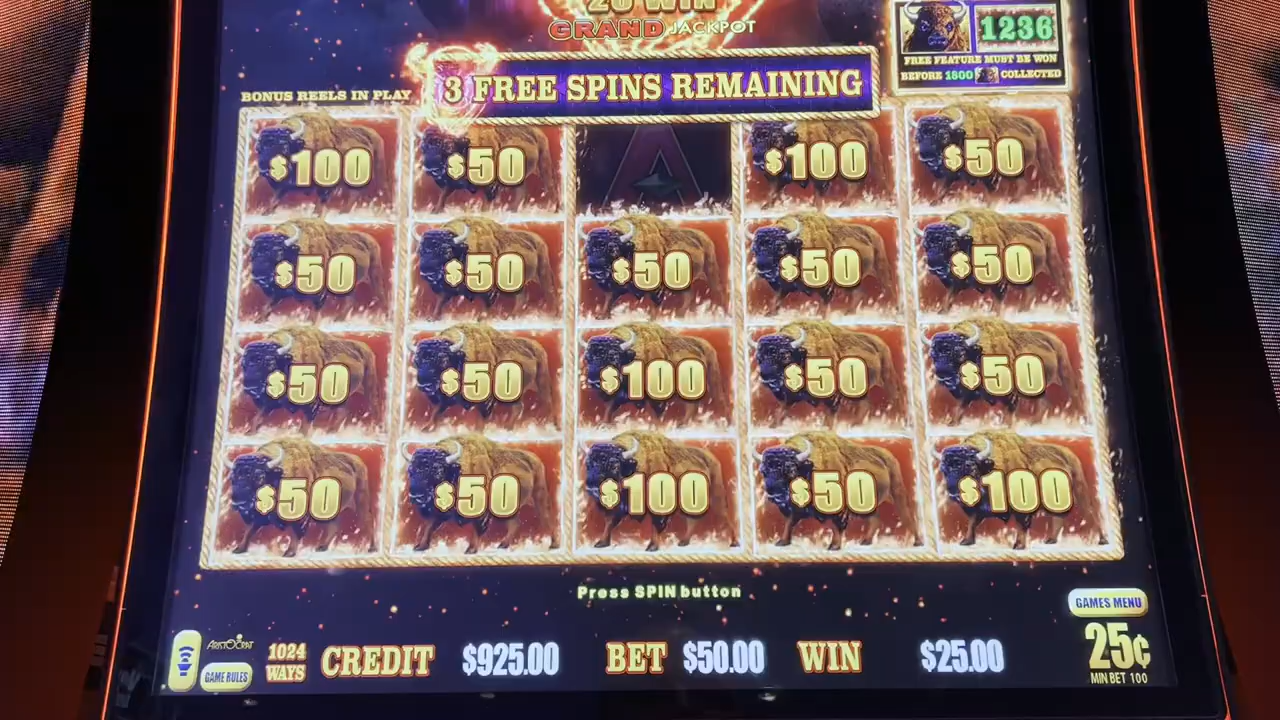 20 WIN
GRAND JACKPOT
1236
FREE FEATURE MUST BE WON
BEFORE 1800 COLLECTED
BONUS REELS IN PLAY
3 FREE SPINS REMAINING
$100 $50 A $100 $50
$50 $50 $50 $50 $50
$50 $50 $100 $50 $50
$50 $50 $100 $50 $100
Press SPIN button
GAMES MENU
ARISTOCRAT
GAME RULES
1024 WAYS
CREDIT $925.00 BET $50.00 WIN $25.00
25¢
MIN BET 100